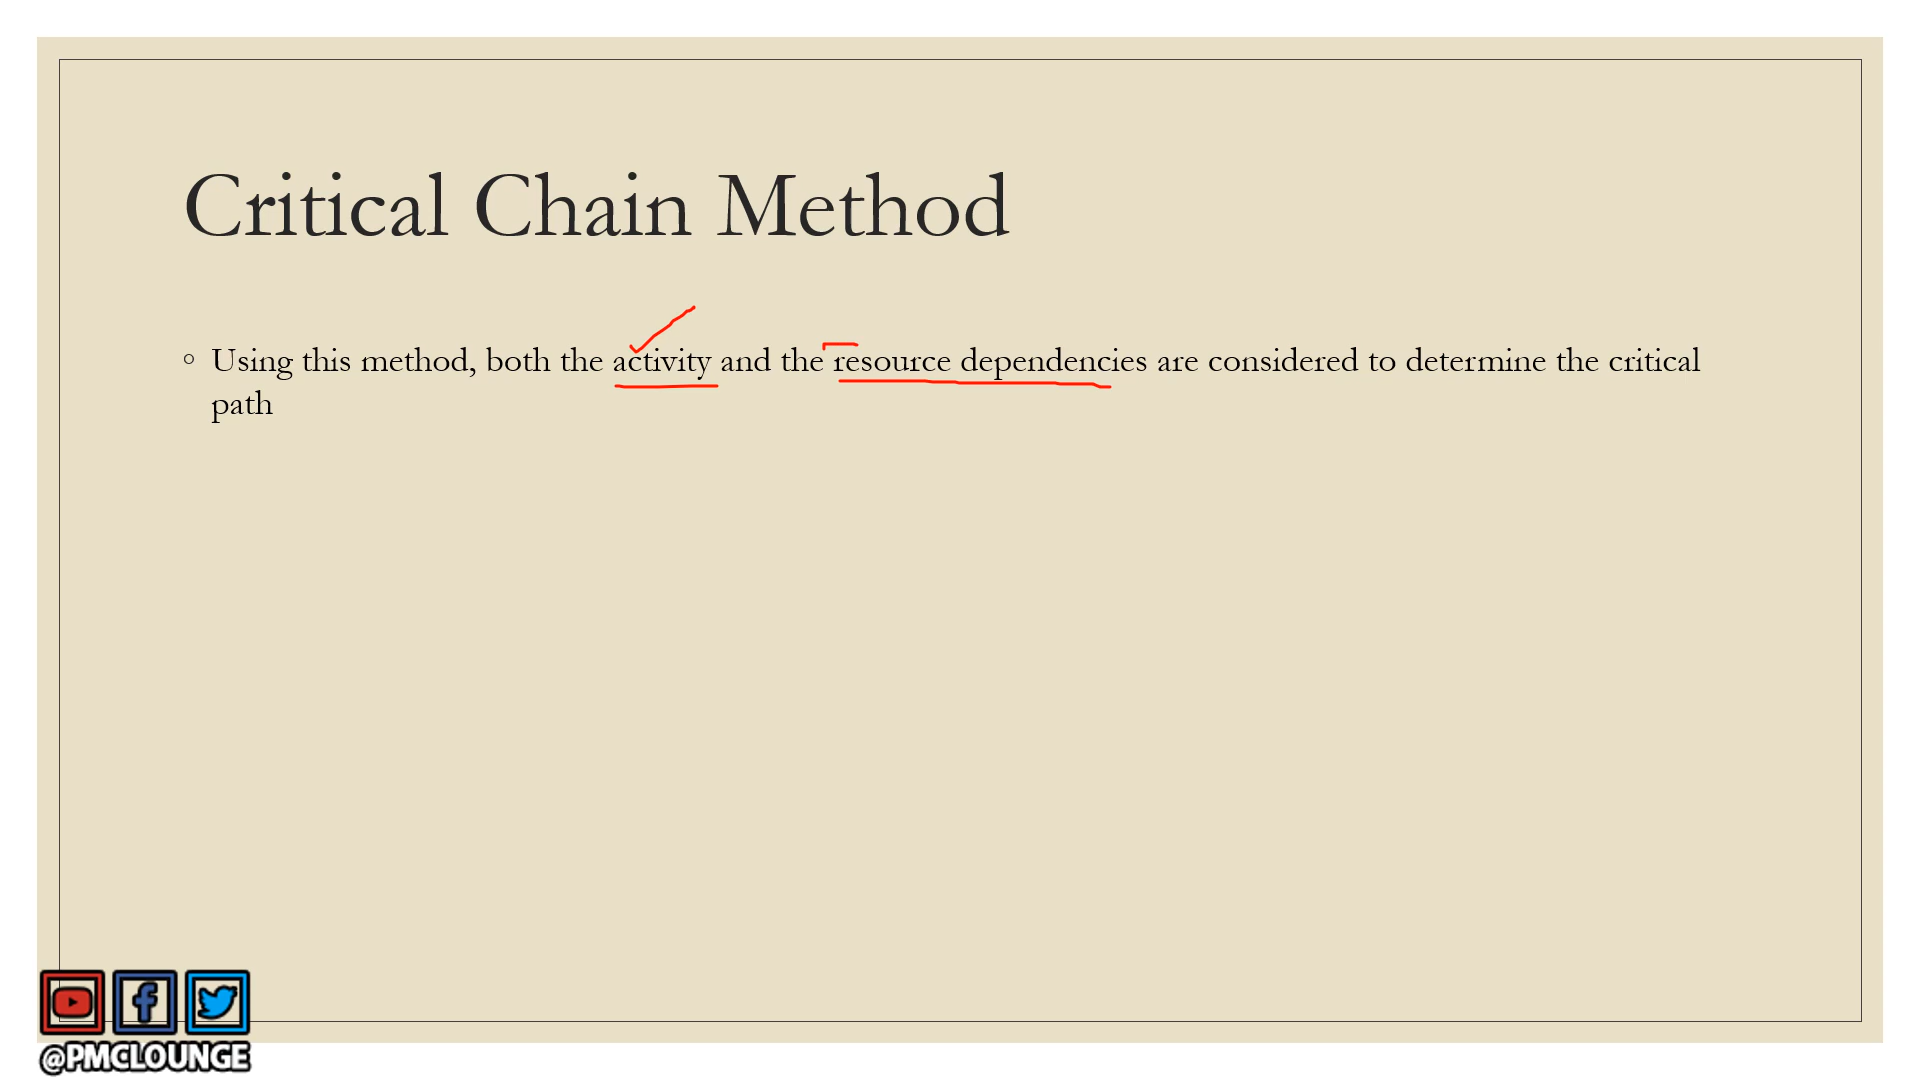 Critical Chain Method
◦ Using this method, both the activity and the resource dependencies are considered to determine the critical
path
@PMCLOUNGE